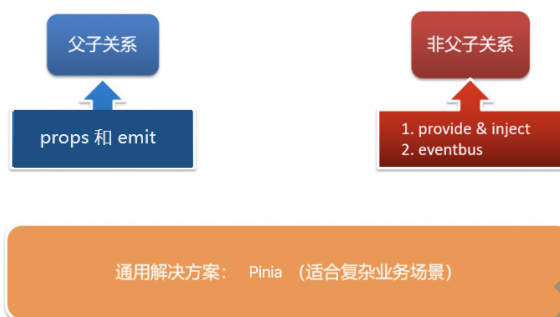 父子关系
非父子关系
props 和 emit
1. provide & inject
2. eventbus
通用解决方案： Pinia （适合复杂业务场景）